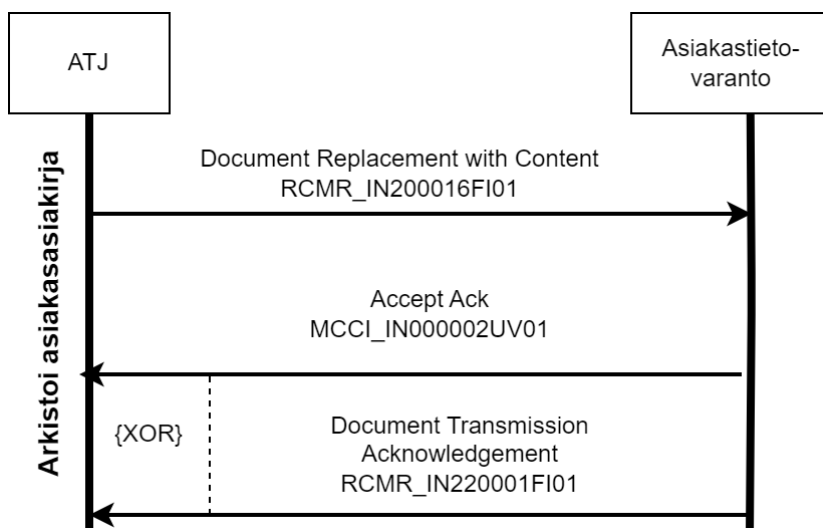 ATJ
Asiakastieto-
varanto
Arkistoi asiakasasiakirja
Document Replacement with Content
RCMR_IN200016FI01
Accept Ack
MCCI_IN000002UV01
{XOR}
Document Transmission
Acknowledgement
RCMR_IN220001FI01